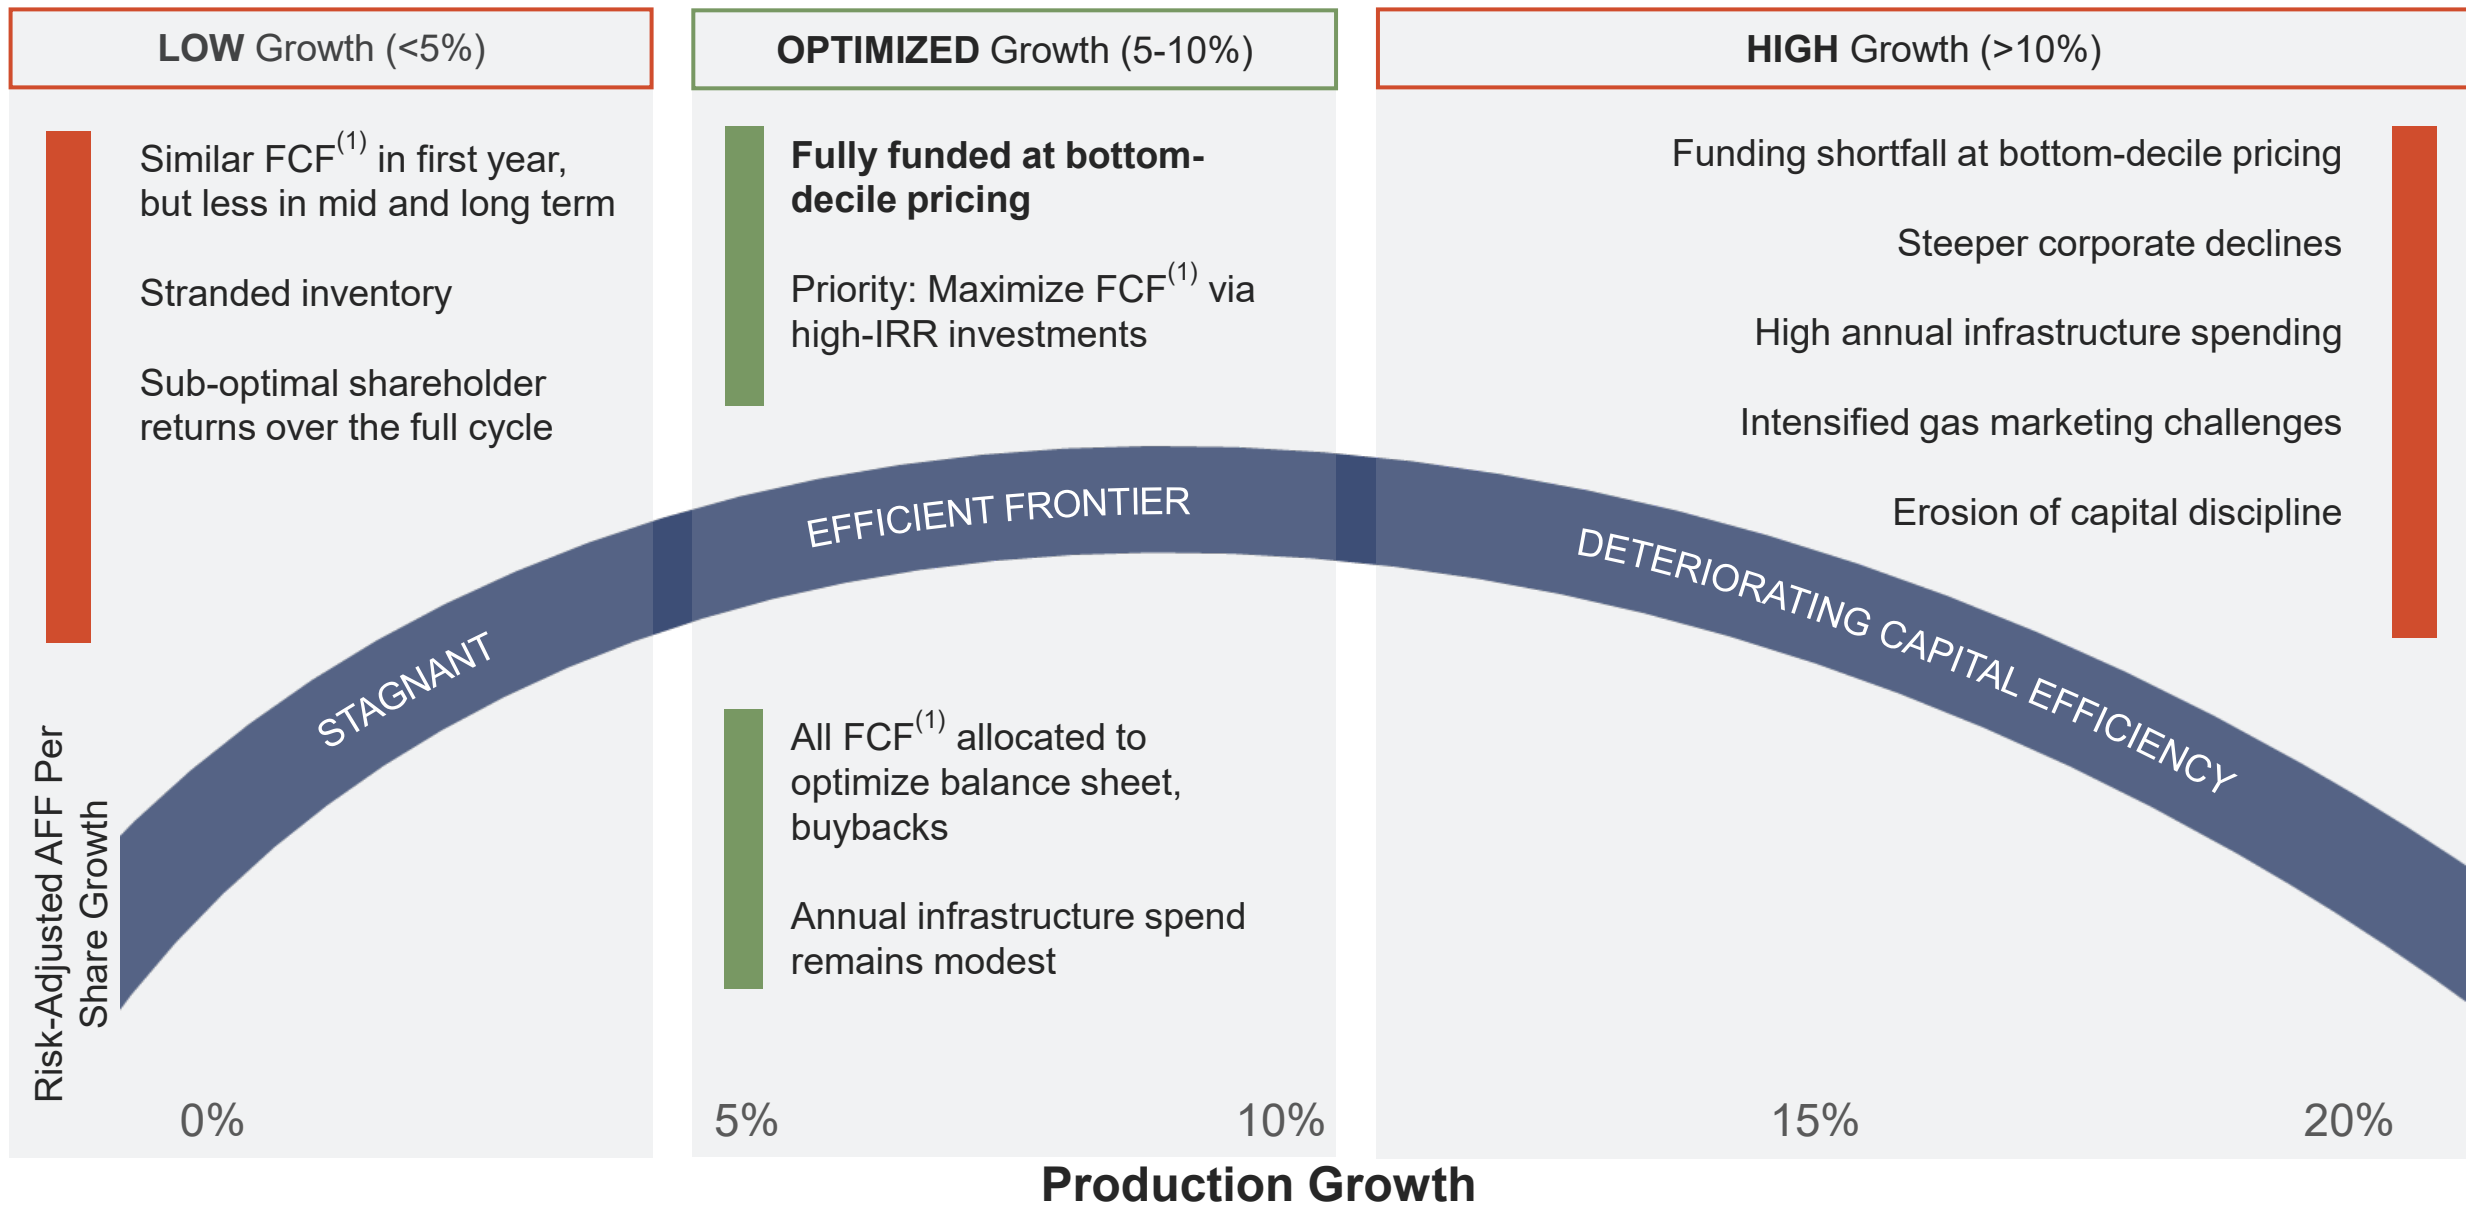 LOW Growth (<5%)
Similar FCF(1) in first year,
but less in mid and long term
Stranded inventory
Sub-optimal shareholder
returns over the full cycle
OPTIMIZED Growth (5-10%)
Fully funded at bottom-
decile pricing
Priority: Maximize FCF(1) via
high-IRR investments
HIGH Growth (>10%)
Funding shortfall at bottom-decile pricing
Steeper corporate declines
High annual infrastructure spending
Intensified gas marketing challenges
Erosion of capital discipline
STAGNANT
EFFICIENT FRONTIER
DETERIORATING CAPITAL EFFICIENCY
All FCF(1) allocated to
optimize balance sheet,
buybacks
Annual infrastructure spend
remains modest
Risk-Adjusted AFF Per
Share Growth
0%
5%
10%
15%
20%
Production Growth